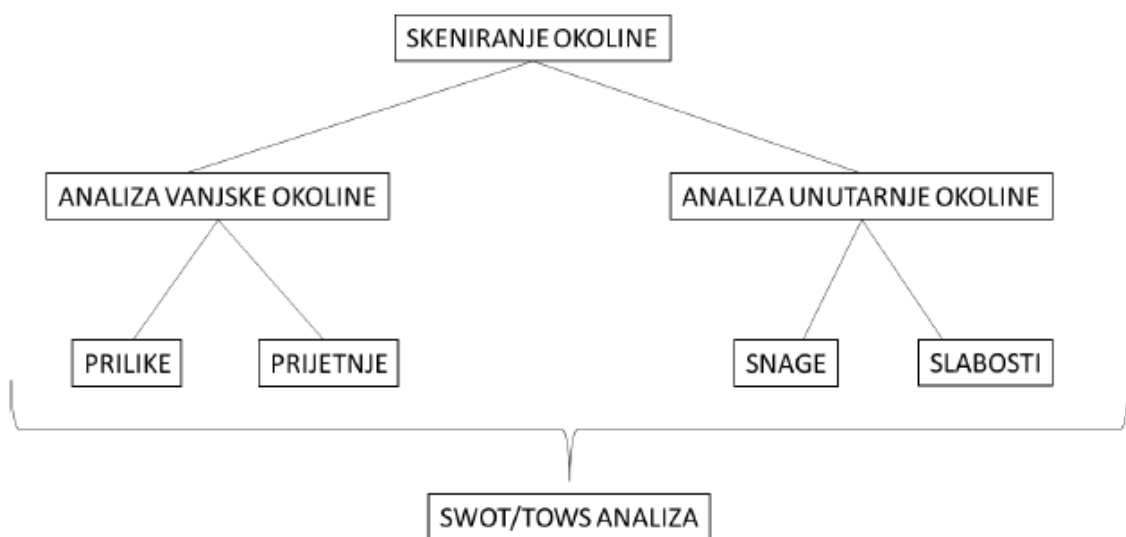 SKENIRANJE OKOLINE
ANALIZA VANJSKE OKOLINE
ANALIZA UNUTARNJE OKOLINE
PRILIKE
PRIJETNJE
SNAGE
SLABOSTI
SWOT/TOWS ANALIZA